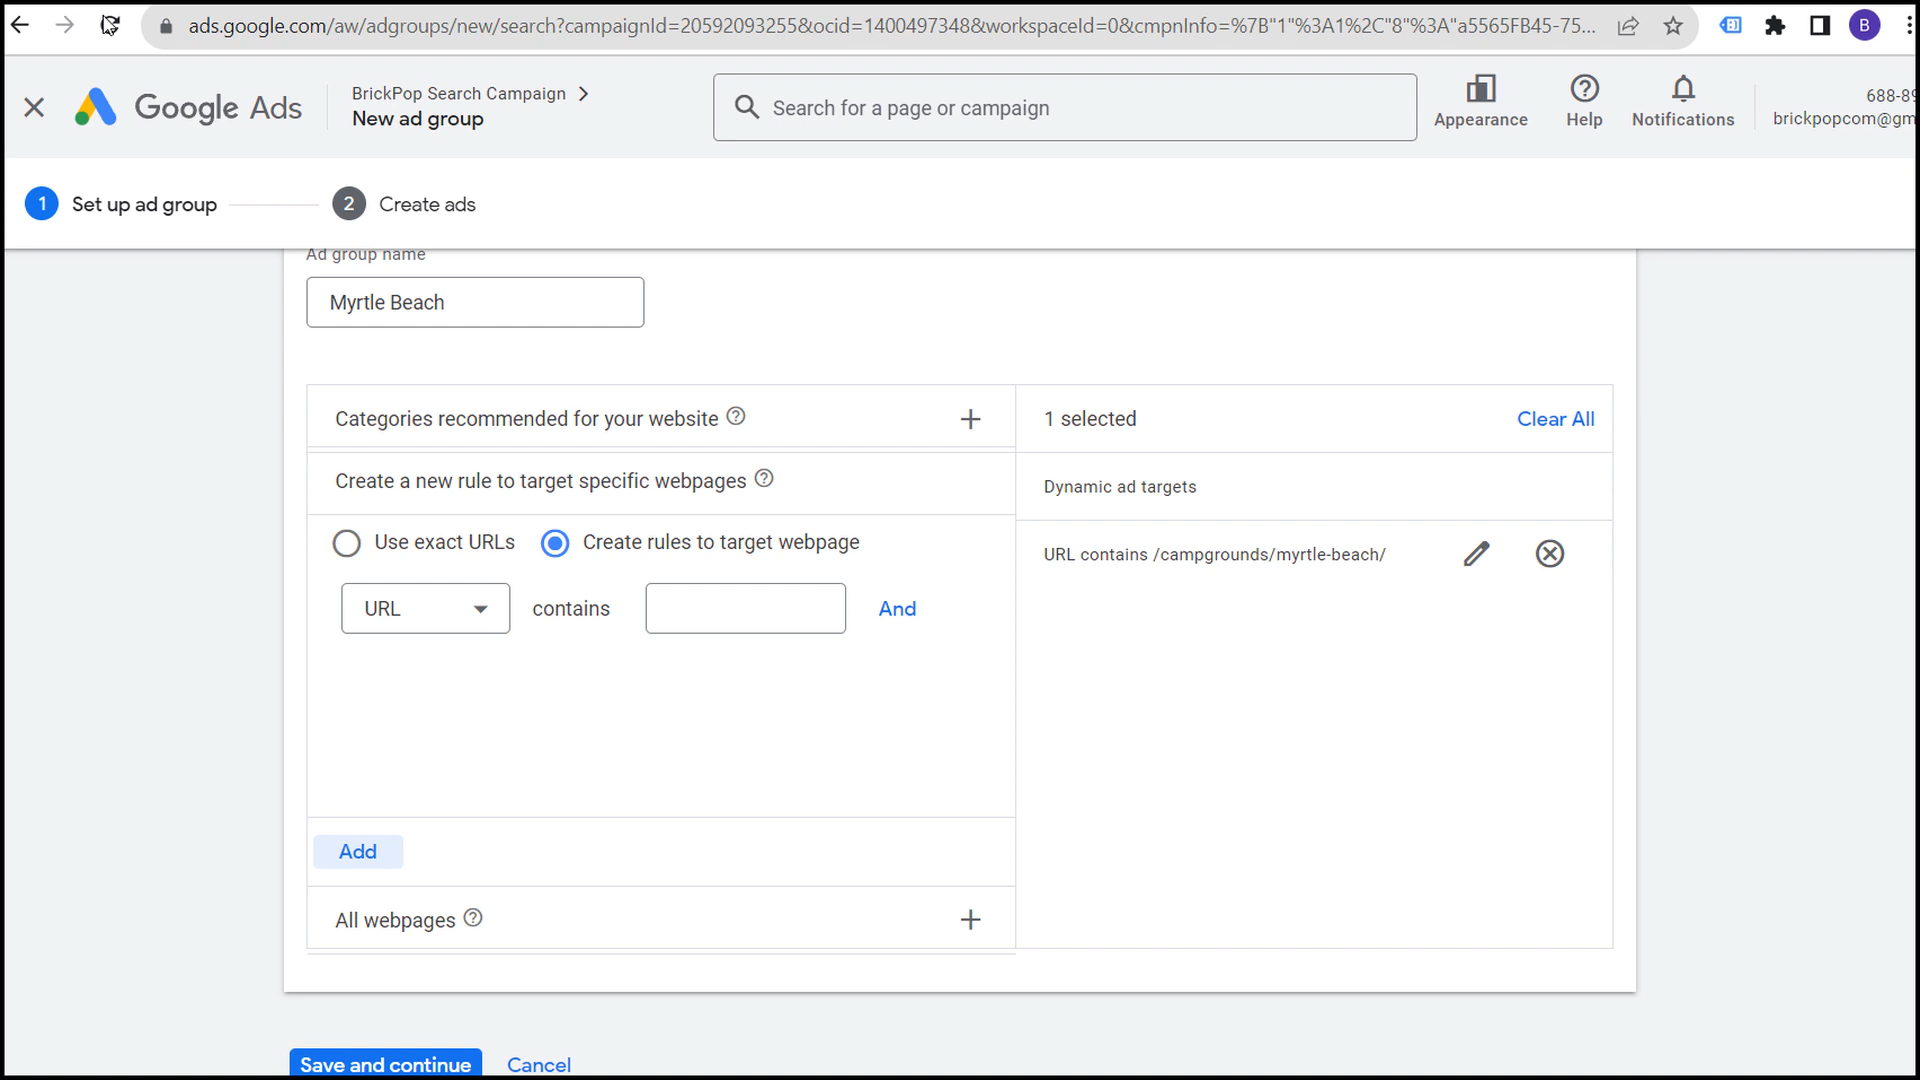 ads.google.com/aw/adgroups/new/search?campaignId=20592093255&ocid=1400497348&workspaceId=0&cmpnInfo=%7B"1"%3A1%2C"8"%3A"a5565FB45-75...
B
Google Ads
BrickPop Search Campaign
New ad group
Search for a page or campaign
Appearance
Help
Notifications
688-89
brickpopcom@gm
1 Set up ad group
2 Create ads
Ad group name
Myrtle Beach
Categories recommended for your website
1 selected
Clear All
Create a new rule to target specific webpages
Dynamic ad targets
Use exact URLs
Create rules to target webpage
URL contains /campgrounds/myrtle-beach/
URL contains
And
Add
All webpages
Save and continue
Cancel